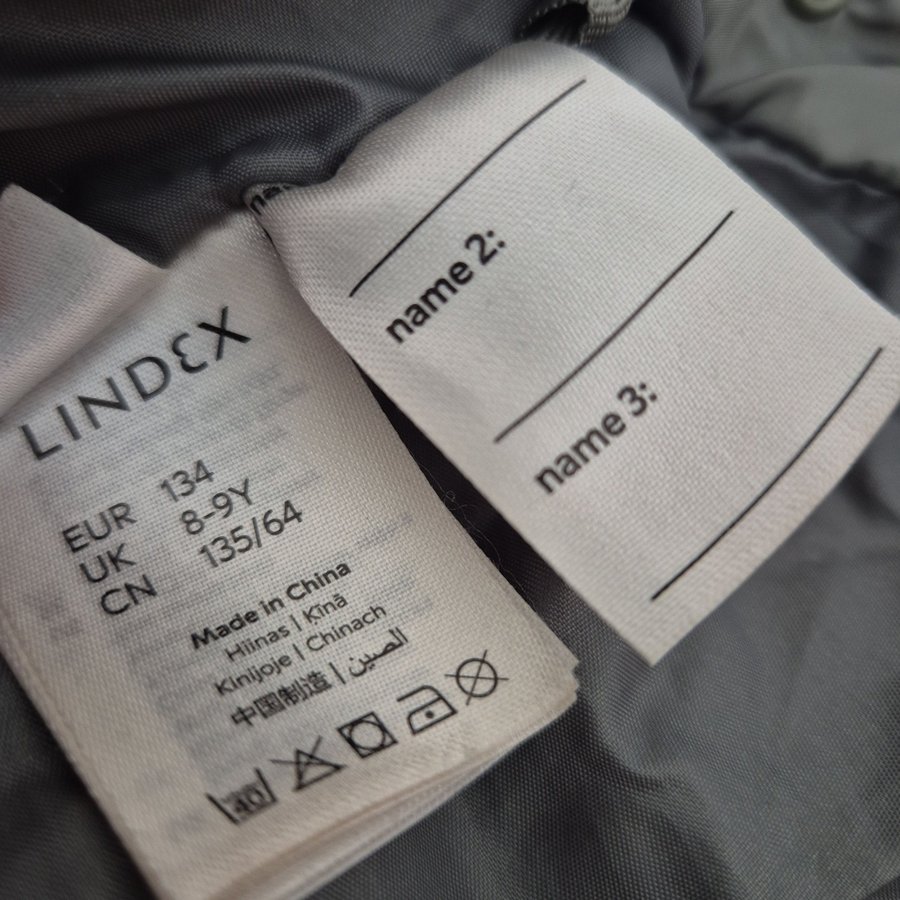 LINDEX
EUR 134
UK 8-9Y
CN 135/64
Made in China
Hiinas | Ķīnā
Kinijoje | Chinach
中国制造 | الصين
40
name 2:
name 3: